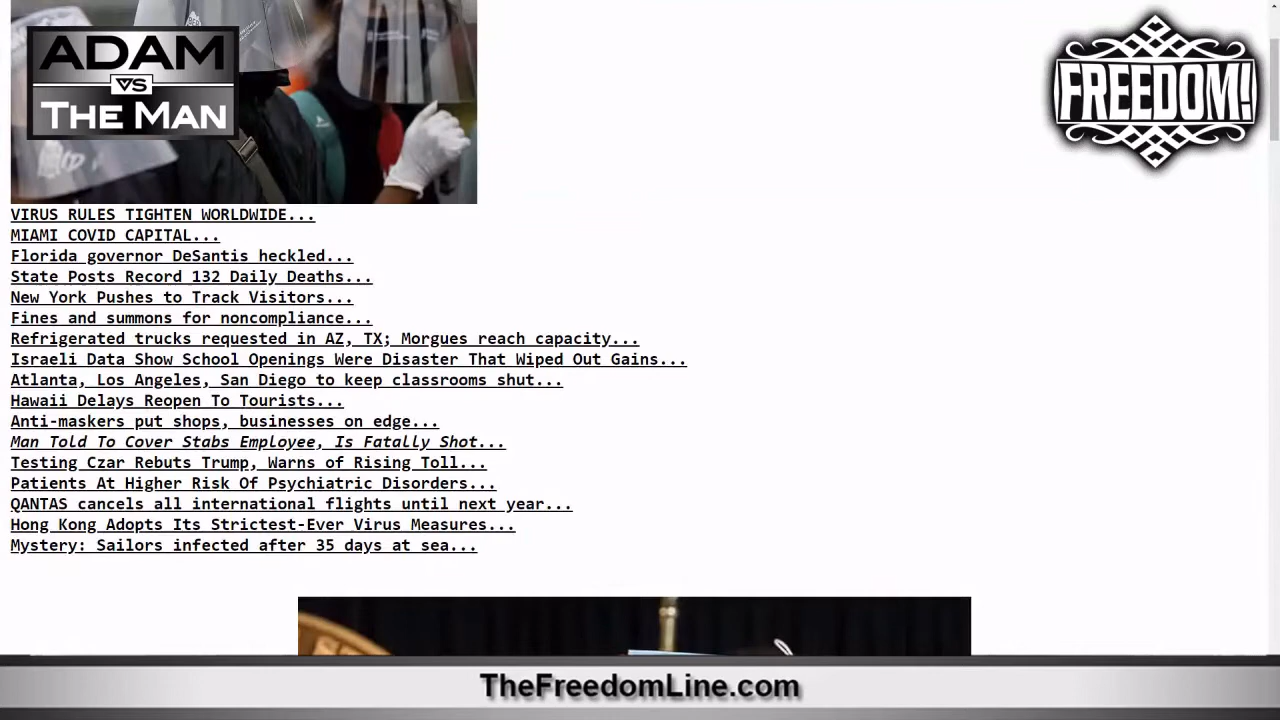 ADAM
VS
THE MAN
FREEDOM!
VIRUS RULES TIGHTEN WORLDWIDE...
MIAMI COVID CAPITAL...
Florida governor DeSantis heckled...
State Posts Record 132 Daily Deaths...
New York Pushes to Track Visitors...
Fines and summons for noncompliance...
Refrigerated trucks requested in AZ, TX; Morgues reach capacity...
Israeli Data Show School Openings Were Disaster That Wiped Out Gains...
Atlanta, Los Angeles, San Diego to keep classrooms shut...
Hawaii Delays Reopen To Tourists...
Anti-maskers put shops, businesses on edge...
Man Told To Cover Stabs Employee, Is Fatally Shot...
Testing Czar Rebuts Trump, Warns of Rising Toll...
Patients At Higher Risk Of Psychiatric Disorders...
QANTAS cancels all international flights until next year...
Hong Kong Adopts Its Strictest-Ever Virus Measures...
Mystery: Sailors infected after 35 days at sea...
TheFreedomLine.com